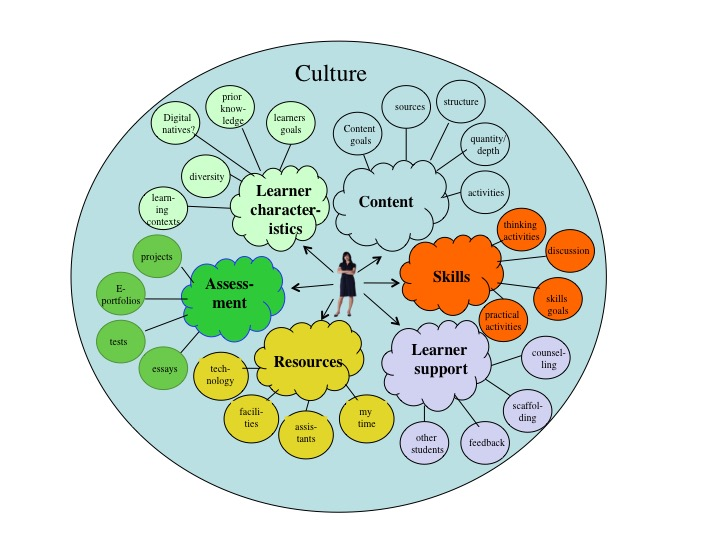 Culture
prior
know-
ledge
Digital
natives?
learners
goals
diversity
learn-
ing
contexts
Learner
character-
istics
Content
goals
sources
structure
quantity/
depth
activities
Content
thinking
activities
discussion
skills
goals
practical
activities
Skills
projects
E-
portfolios
tests
essays
Assess-
ment
Resources
tech-
nology
facili-
ties
assis-
tants
my
time
Learner
support
counsel-
ling
scaffol-
ding
feedback
other
students